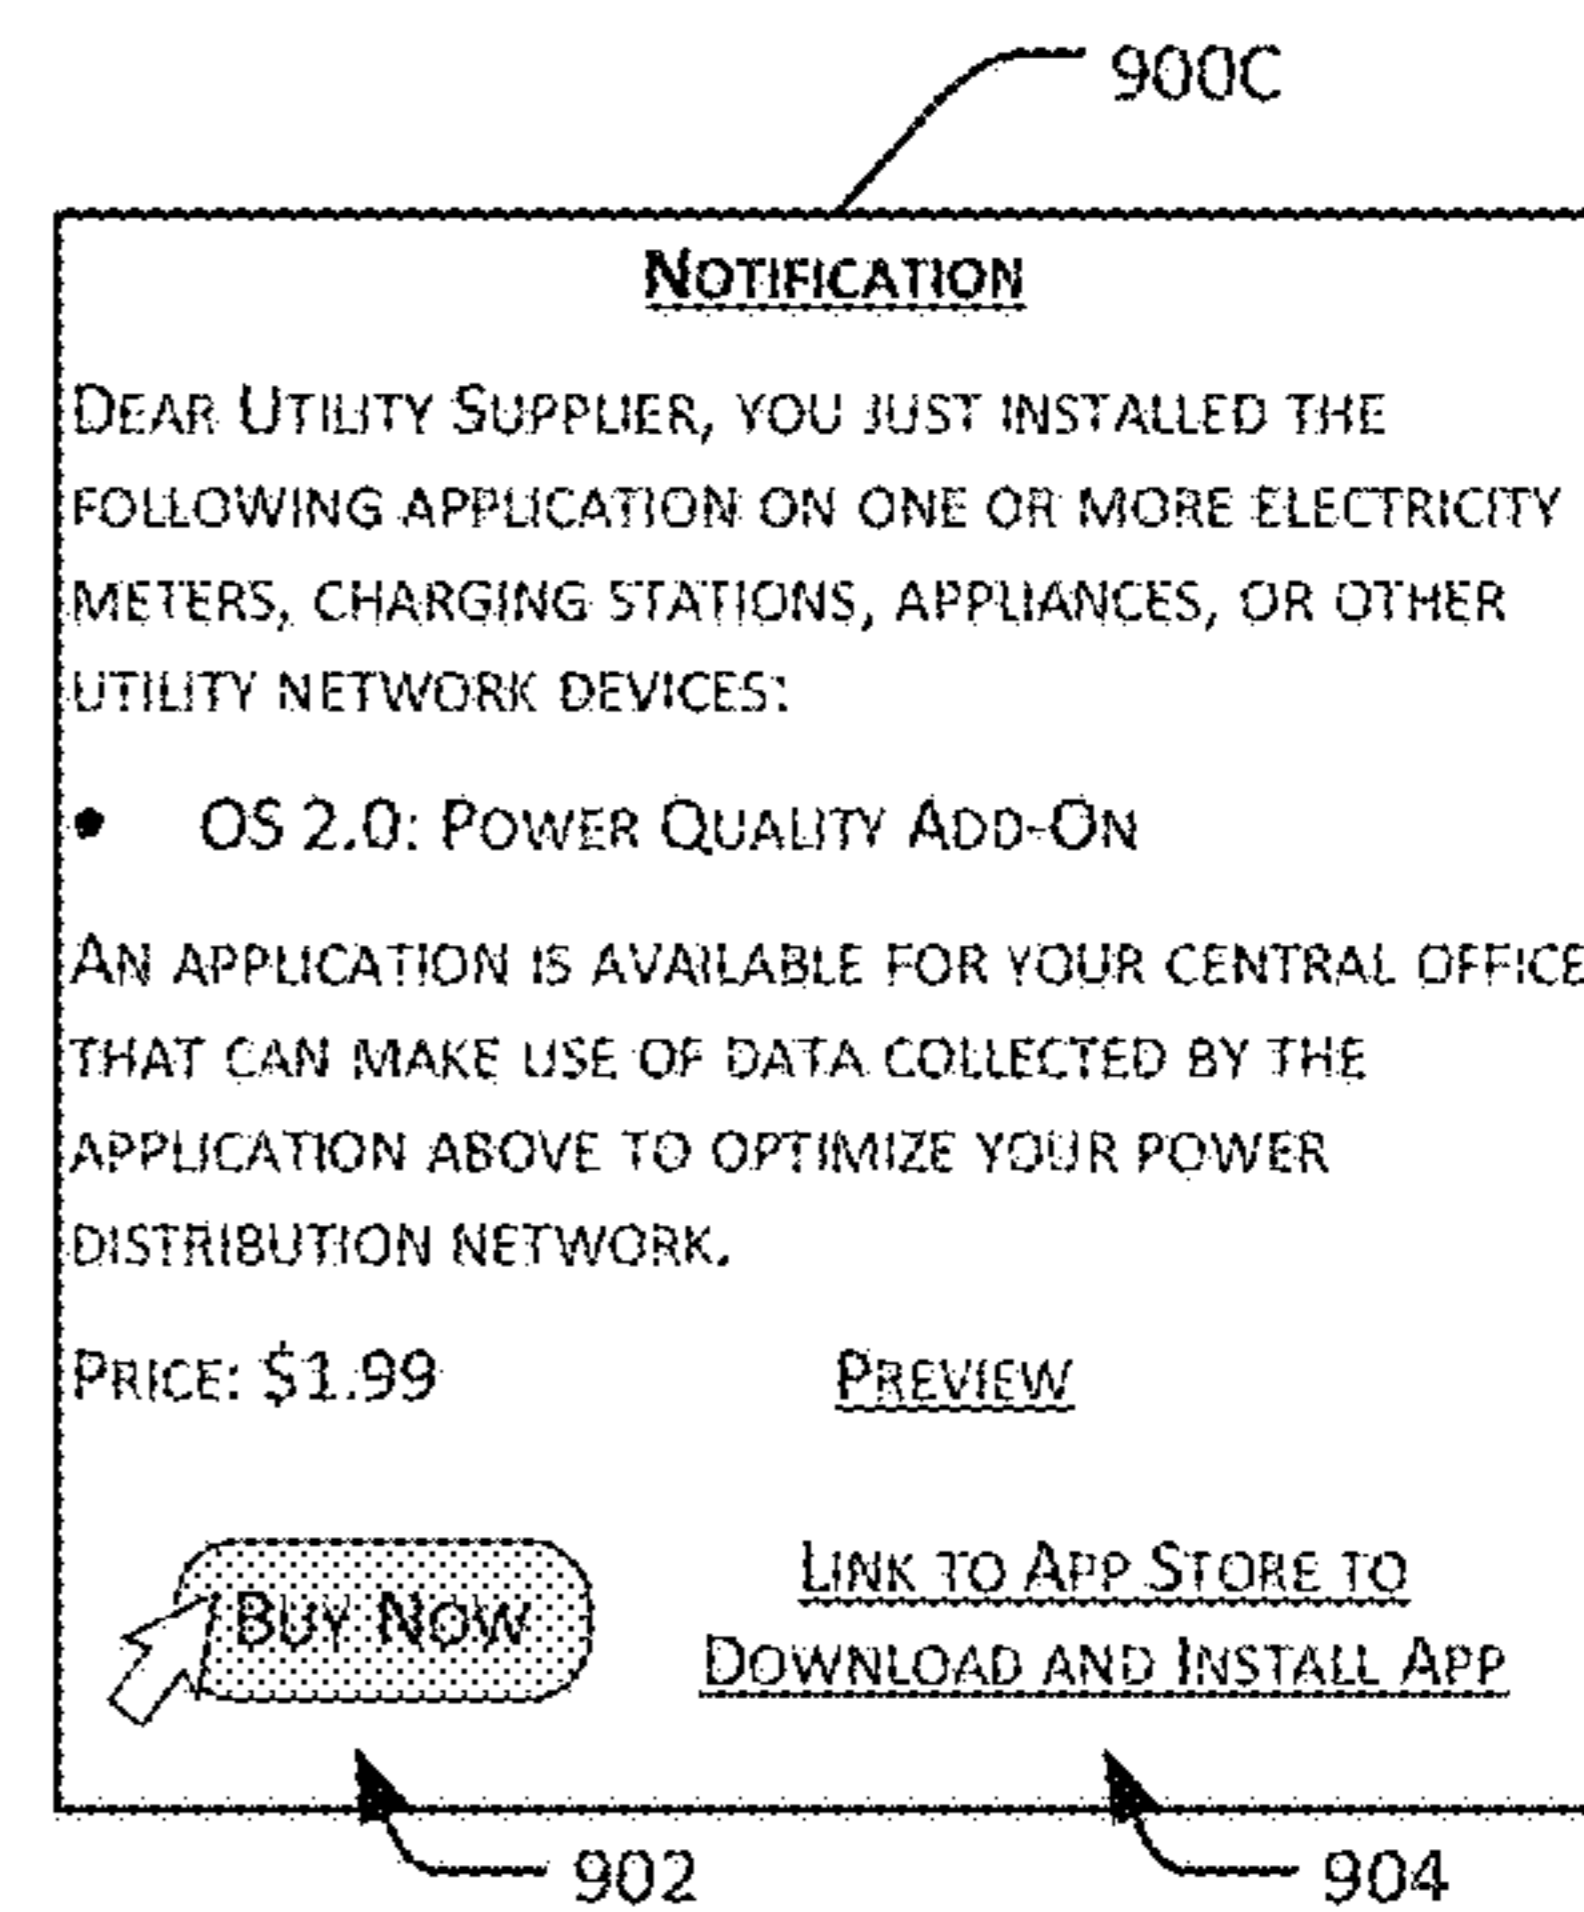 900C
NOTIFICATION
DEAR UTILITY SUPPLIER, YOU JUST INSTALLED THE
FOLLOWING APPLICATION ON ONE OR MORE ELECTRICITY
METERS, CHARGING STATIONS, APPLIANCES, OR OTHER
UTILITY NETWORK DEVICES:
• OS 2.0: POWER QUALITY ADD-ON
AN APPLICATION IS AVAILABLE FOR YOUR CENTRAL OFFICE
THAT CAN MAKE USE OF DATA COLLECTED BY THE
APPLICATION ABOVE TO OPTIMIZE YOUR POWER
DISTRIBUTION NETWORK.
PRICE: $1.99 PREVIEW
BUY NOW
LINK TO APP STORE TO
DOWNLOAD AND INSTALL APP
902
904